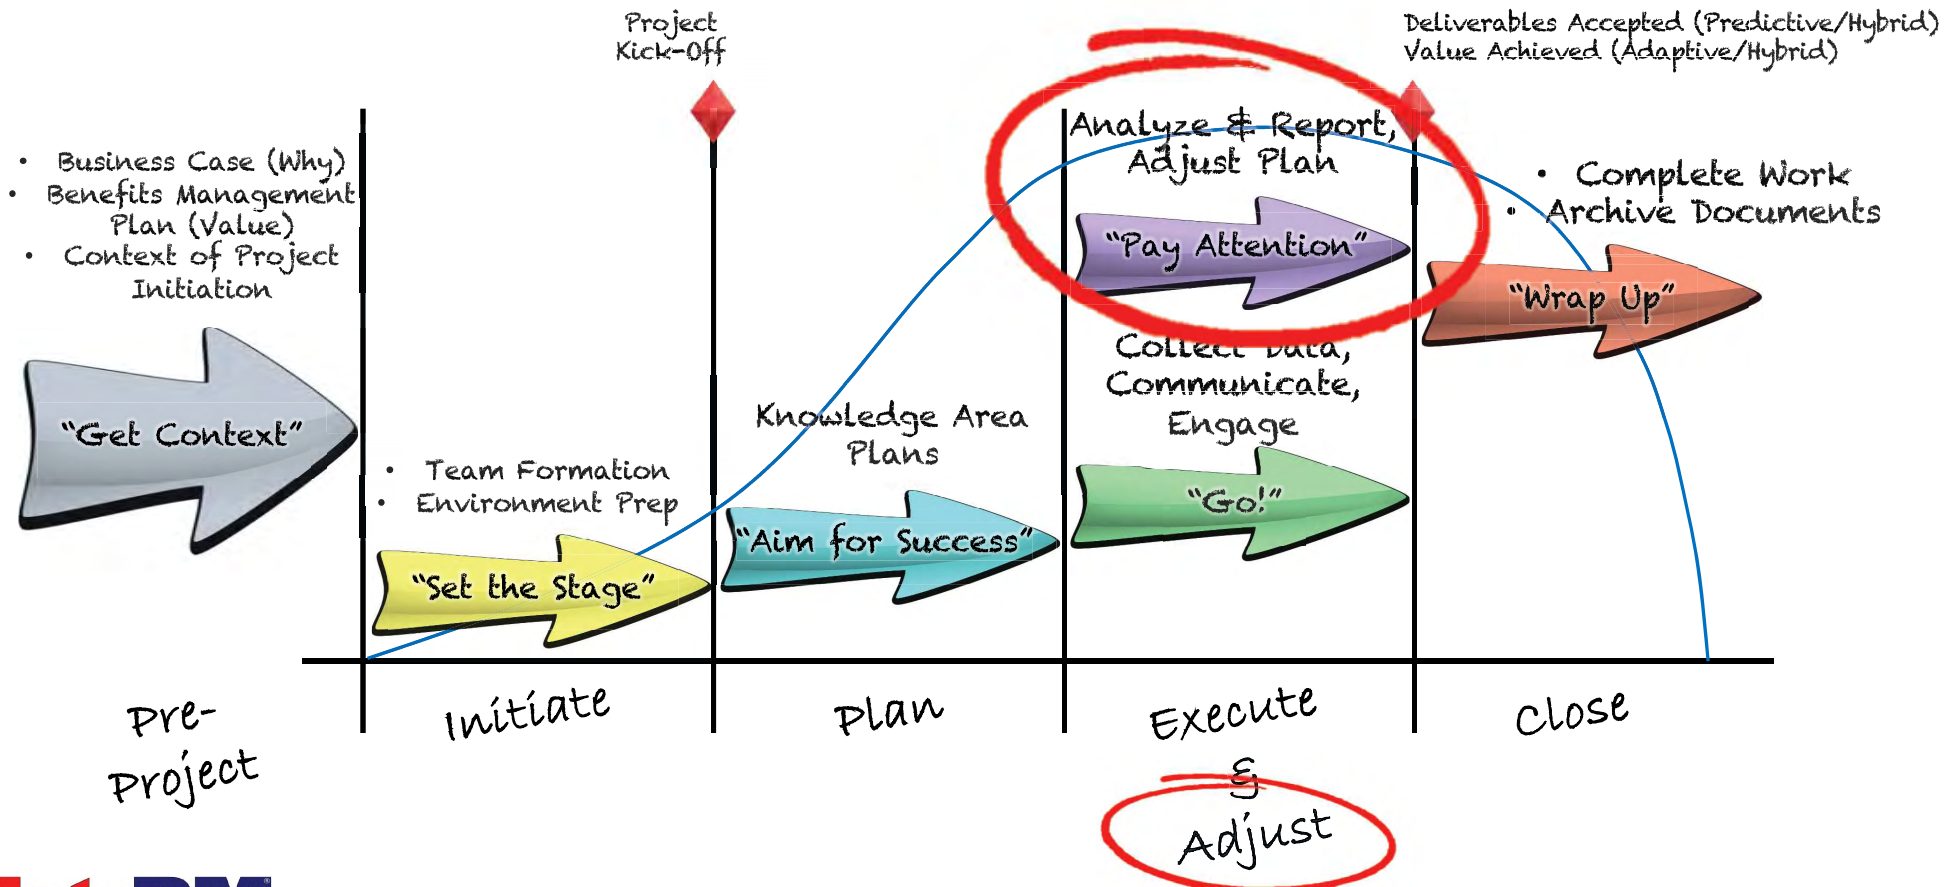 Project
Kick-Off
Deliverables Accepted (Predictive/Hybrid)
Value Achieved (Adaptive/Hybrid)
• Business Case (Why)
• Benefits Management
Plan (Value)
• Context of Project
Initiation
"Get Context"
• Team Formation
• Environment Prep
"Set the Stage"
Knowledge Area
Plans
"Aim for Success"
Analyze & Report,
Adjust Plan
"Pay Attention"
Collect Data,
Communicate,
Engage
"Go!"
• Complete Work
• Archive Documents
"Wrap Up"
Pre-
Project
Initiate
Plan
Execute
&
Adjust
Close